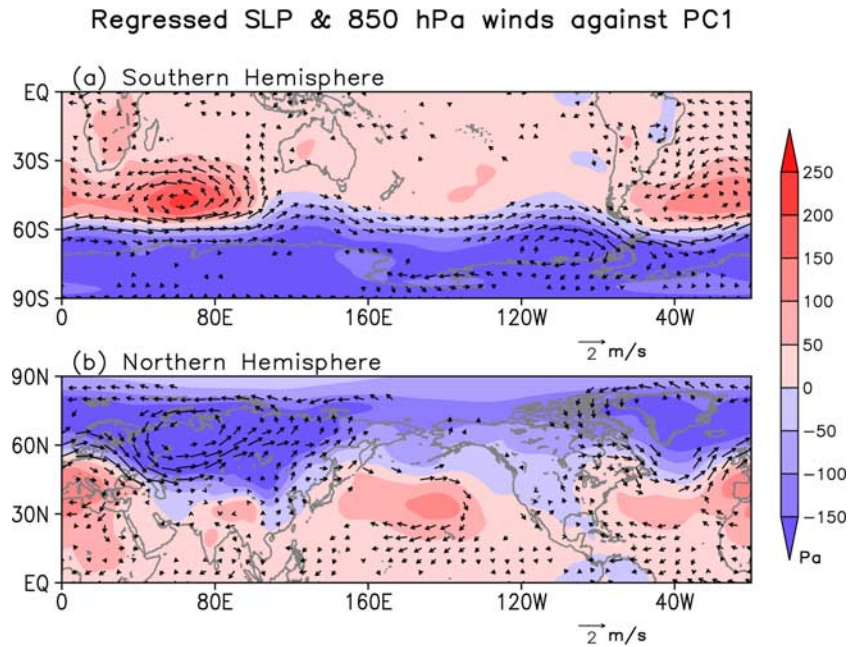 Regressed SLP & 850 hPa winds against PC1
(a) Southern Hemisphere
EQ
30S
60S
90S
0 80E 160E 120W 40W
2 m/s
(b) Northern Hemisphere
90N
60N
30N
EQ
0 80E 160E 120W 40W
2 m/s
250
200
150
100
50
0
−50
−100
−150
Pa